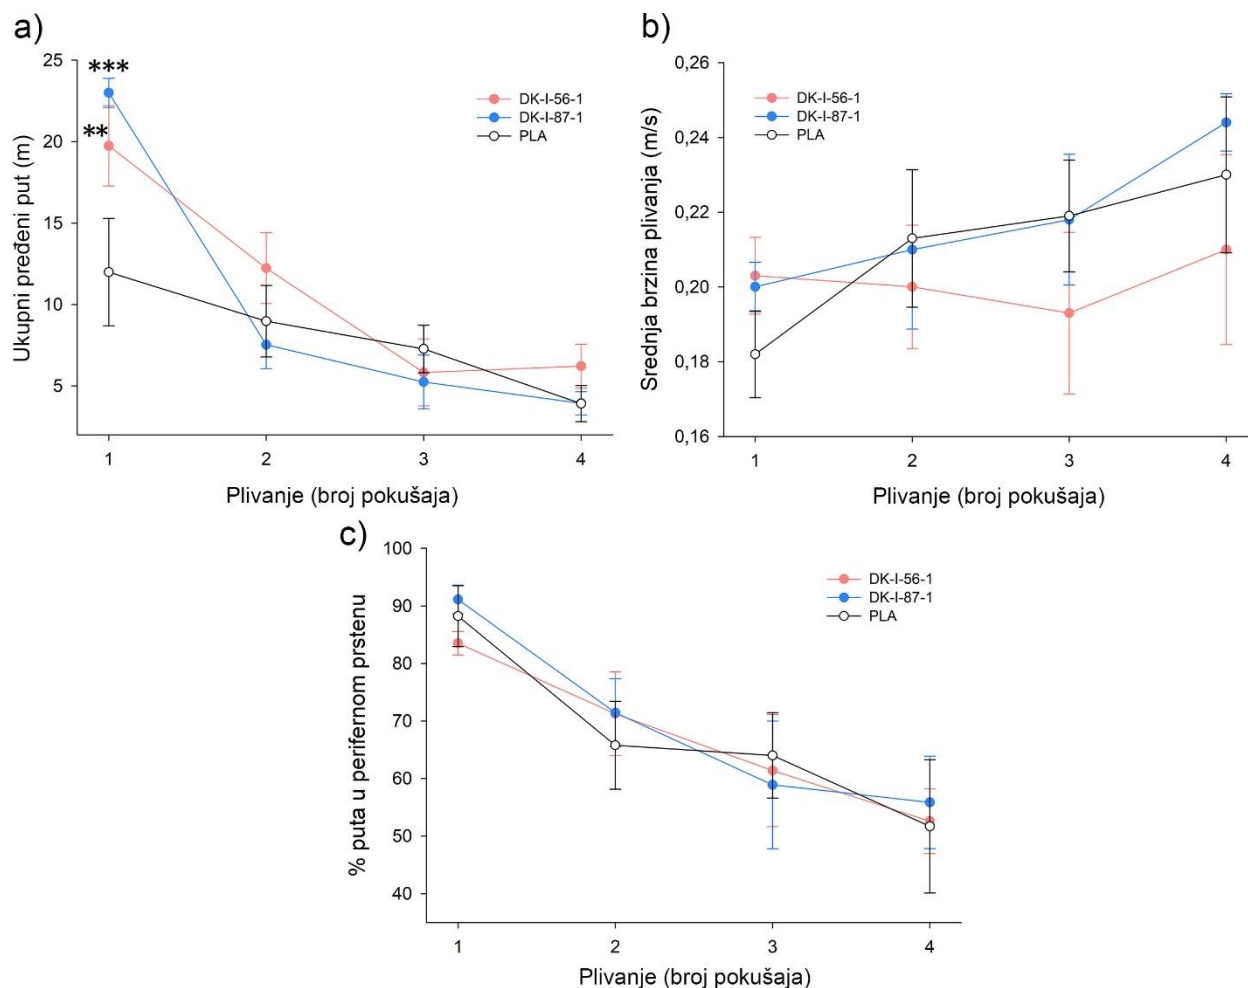 a)
Ukupni pređeni put (m)
25
20
15
10
5
***
**
DK-I-56-1
DK-I-87-1
PLA
1 2 3 4
Plivanje (broj pokušaja)
b)
Srednja brzina plivanja (m/s)
0,26
0,24
0,22
0,20
0,18
0,16
DK-I-56-1
DK-I-87-1
PLA
1 2 3 4
Plivanje (broj pokušaja)
c)
% puta u perifernom prstenu
100
90
80
70
60
50
40
DK-I-56-1
DK-I-87-1
PLA
1 2 3 4
Plivanje (broj pokušaja)